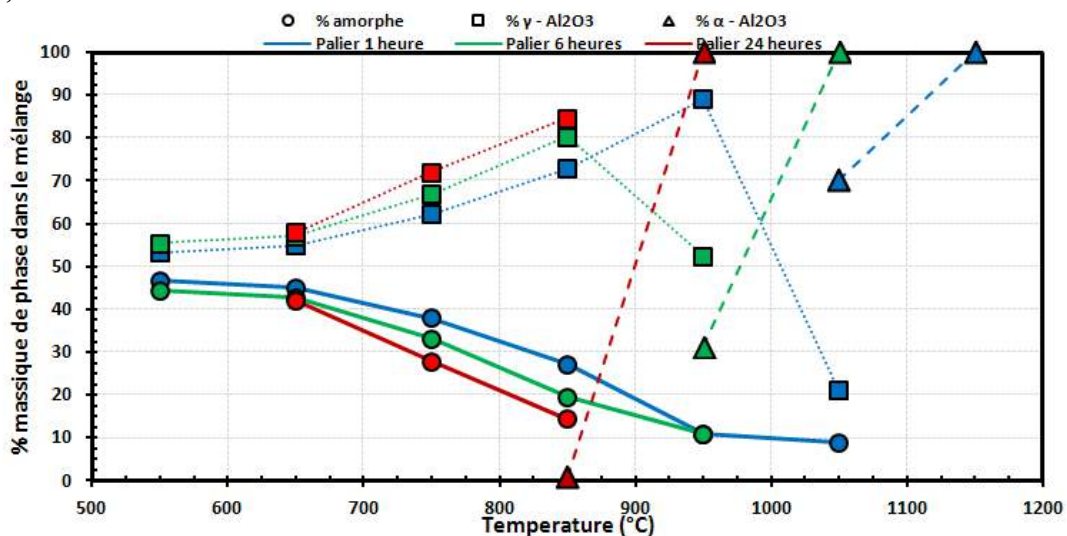 )
% amorphe % γ - Al2O3 % α - Al2O3
Palier 1 heure Palier 6 heures Palier 24 heures
% massique de phase dans le mélange
100
90
80
70
60
50
40
30
20
10
0
500 600 700 800 900 1000 1100 1200
Temperature (°C)